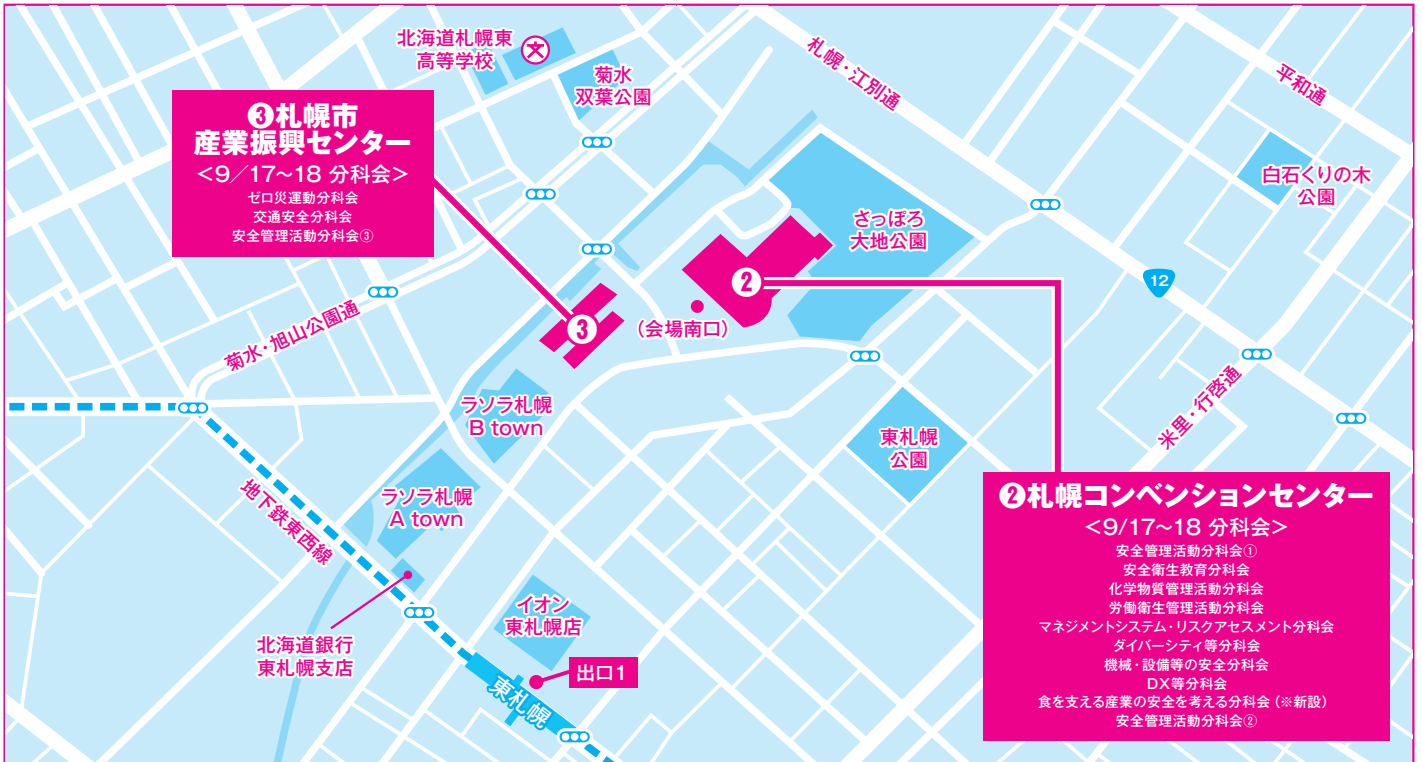 北海道札幌東
高等学校
文
菊水
双葉公園
札幌・江別通
平和通
❸札幌市
産業振興センター
<9／17～18 分科会>
ゼロ災運動分科会
交通安全分科会
安全管理活動分科会③
白石くりの木
公園
さっぽろ
大地公園
2
12
3
(会場南口)
菊水・旭山公園通
米里・行啓通
ラソラ札幌
B town
東札幌
公園
ラソラ札幌
A town
地下鉄東西線
❷札幌コンベンションセンター
<9/17～18 分科会>
安全管理活動分科会①
安全衛生教育分科会
化学物質管理活動分科会
労働衛生管理活動分科会
マネジメントシステム・リスクアセスメント分科会
ダイバーシティ等分科会
機械・設備等の安全分科会
DX等分科会
食を支える産業の安全を考える分科会（※新設）
安全管理活動分科会②
イオン
東札幌店
北海道銀行
東札幌支店
出口1
東札幌